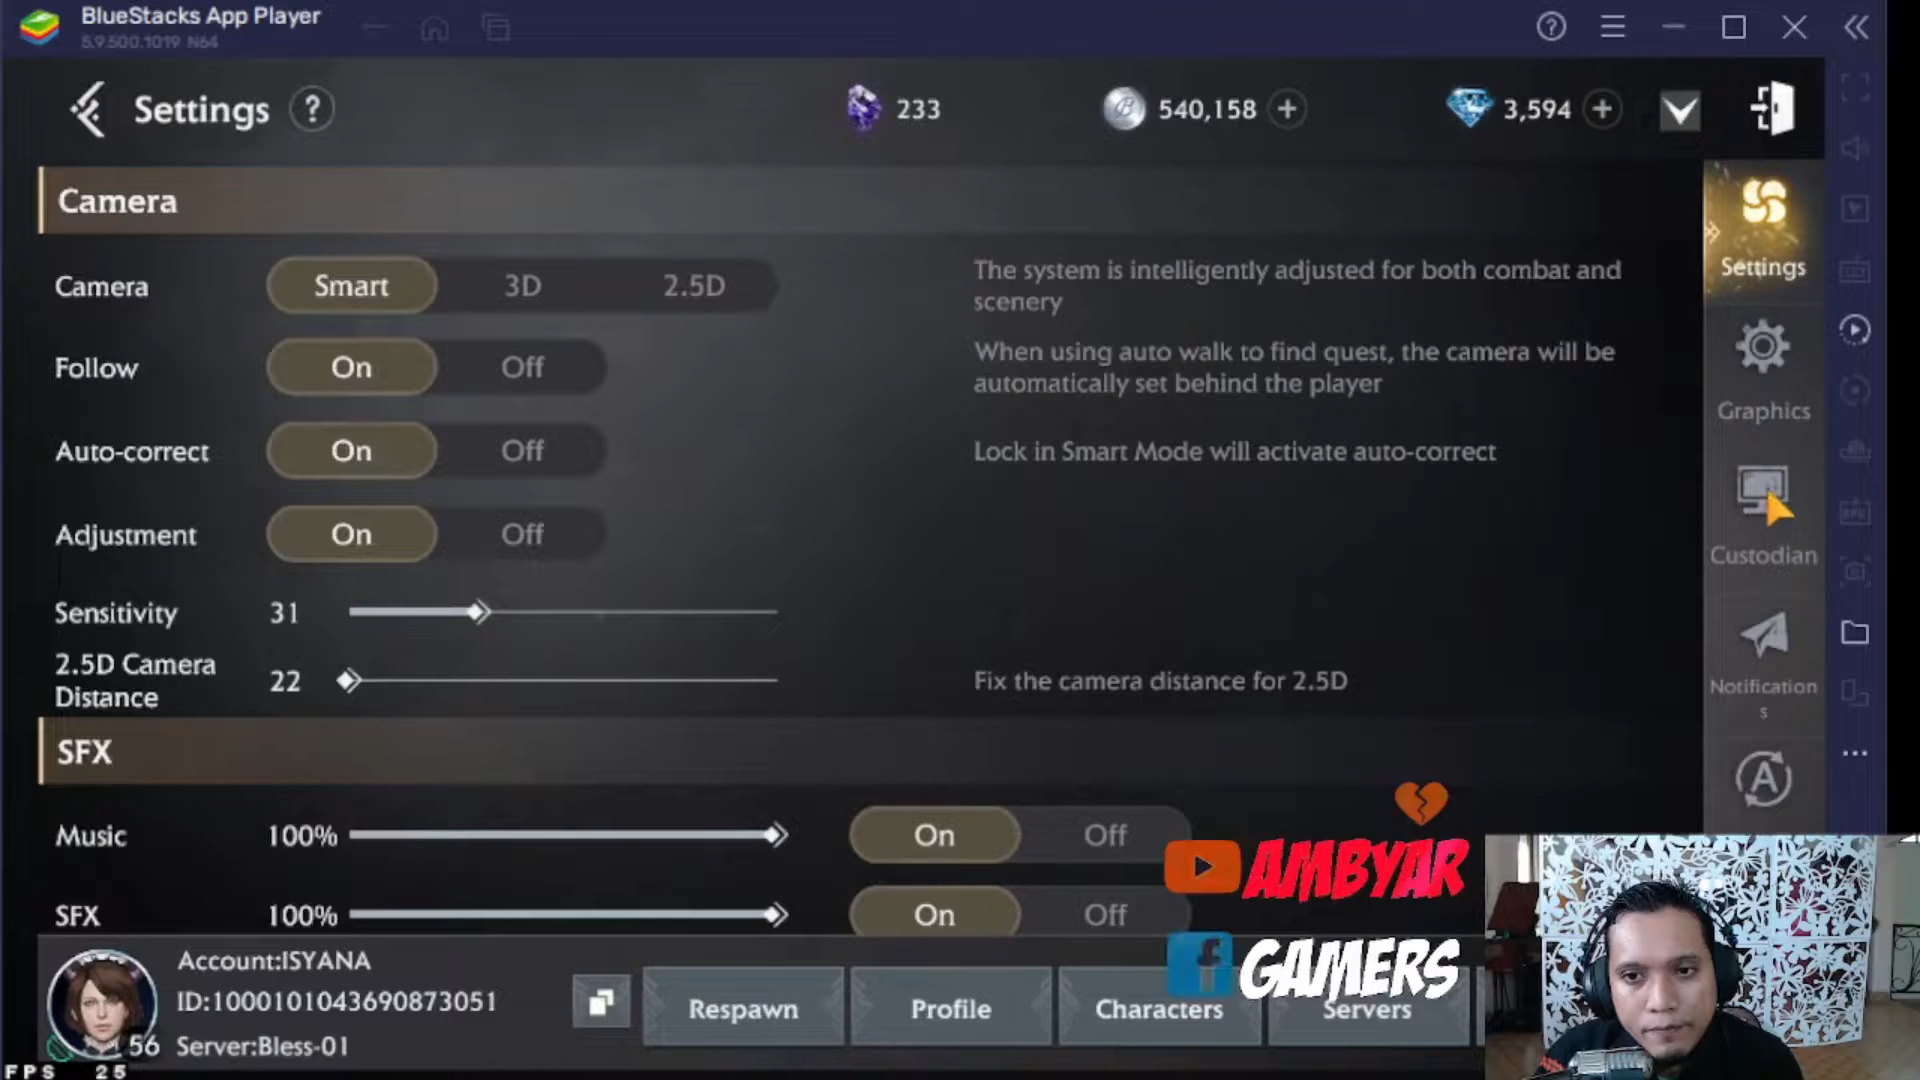 BlueStacks App Player
5.9.500.1019 N64
Settings ?
233
540,158
3,594
Camera
Camera Smart 3D 2.5D
The system is intelligently adjusted for both combat and
scenery
Follow On Off
When using auto walk to find quest, the camera will be
automatically set behind the player
Auto-correct On Off
Lock in Smart Mode will activate auto-correct
Adjustment On Off
Sensitivity 31
2.5D Camera
Distance
22
Fix the camera distance for 2.5D
SFX
Music 100% On Off
SFX 100% On Off
Settings
Graphics
Custodian
Notification
s
A
AMBYAR
GAMERS
Account:ISYANA
ID:1000101043690873051
56 Server:Bless-01
Respawn
Profile
Characters
Servers
FPS 25